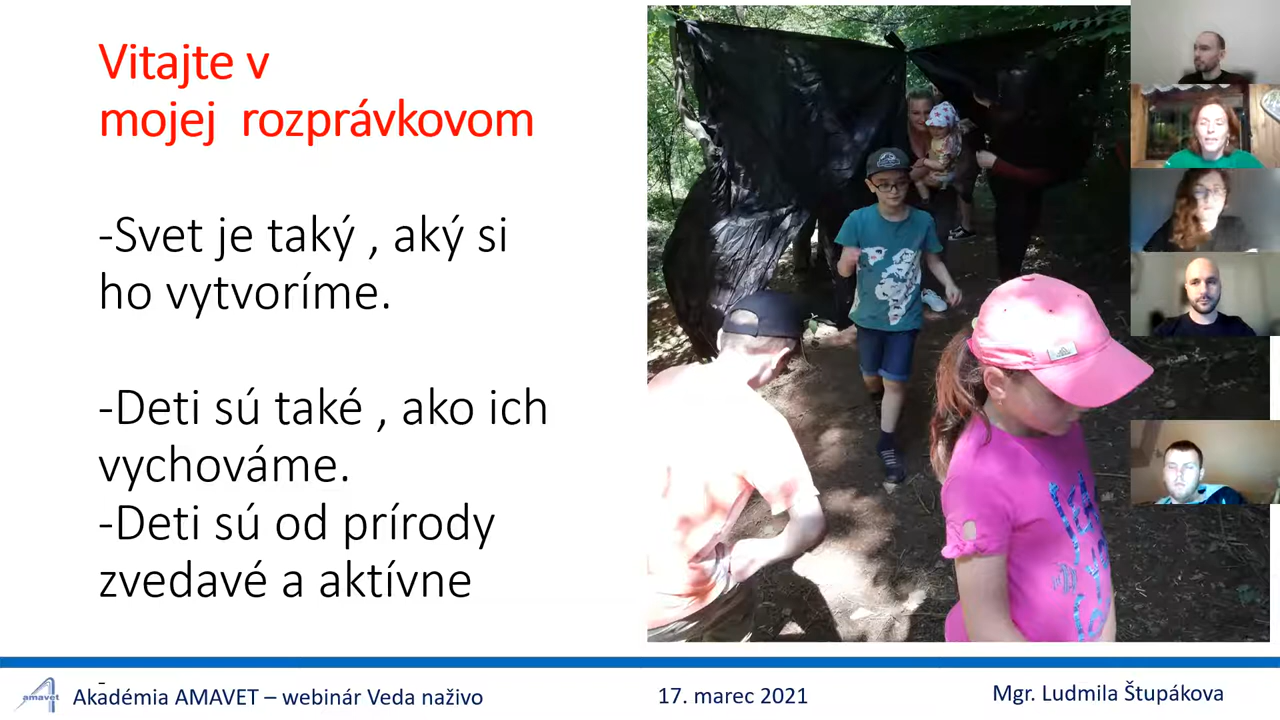 Vitajte v
mojej rozprávkovom
-Svet je taký , aký si
ho vytvoríme.
-Deti sú také , ako ich
vychováme.
-Deti sú od prírody
zvedavé a aktívne
-
amavet
Akadémia AMAVET – webinár Veda naživo
17. marec 2021
Mgr. Ludmila Štupákova